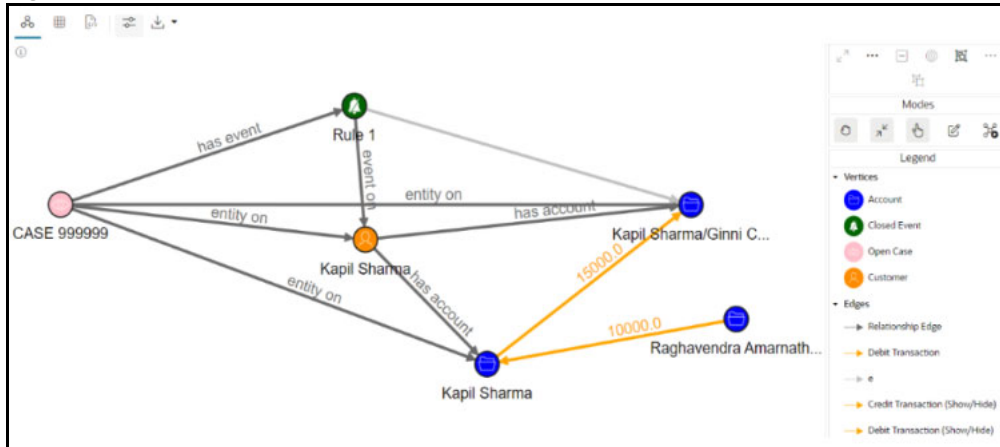 has event
Rule 1
event on
entity on
entity on
has account
CASE 999999
Kapil Sharma
Kapil Sharma/Ginni C...
entity on
has account
15000.0
10000.0
Raghavendra Amarnath...
Kapil Sharma
Modes
Legend
Vertices
Account
Closed Event
Open Case
Customer
Edges
Relationship Edge
Debit Transaction
e
Credit Transaction (Show/Hide)
Debit Transaction (Show/Hide)